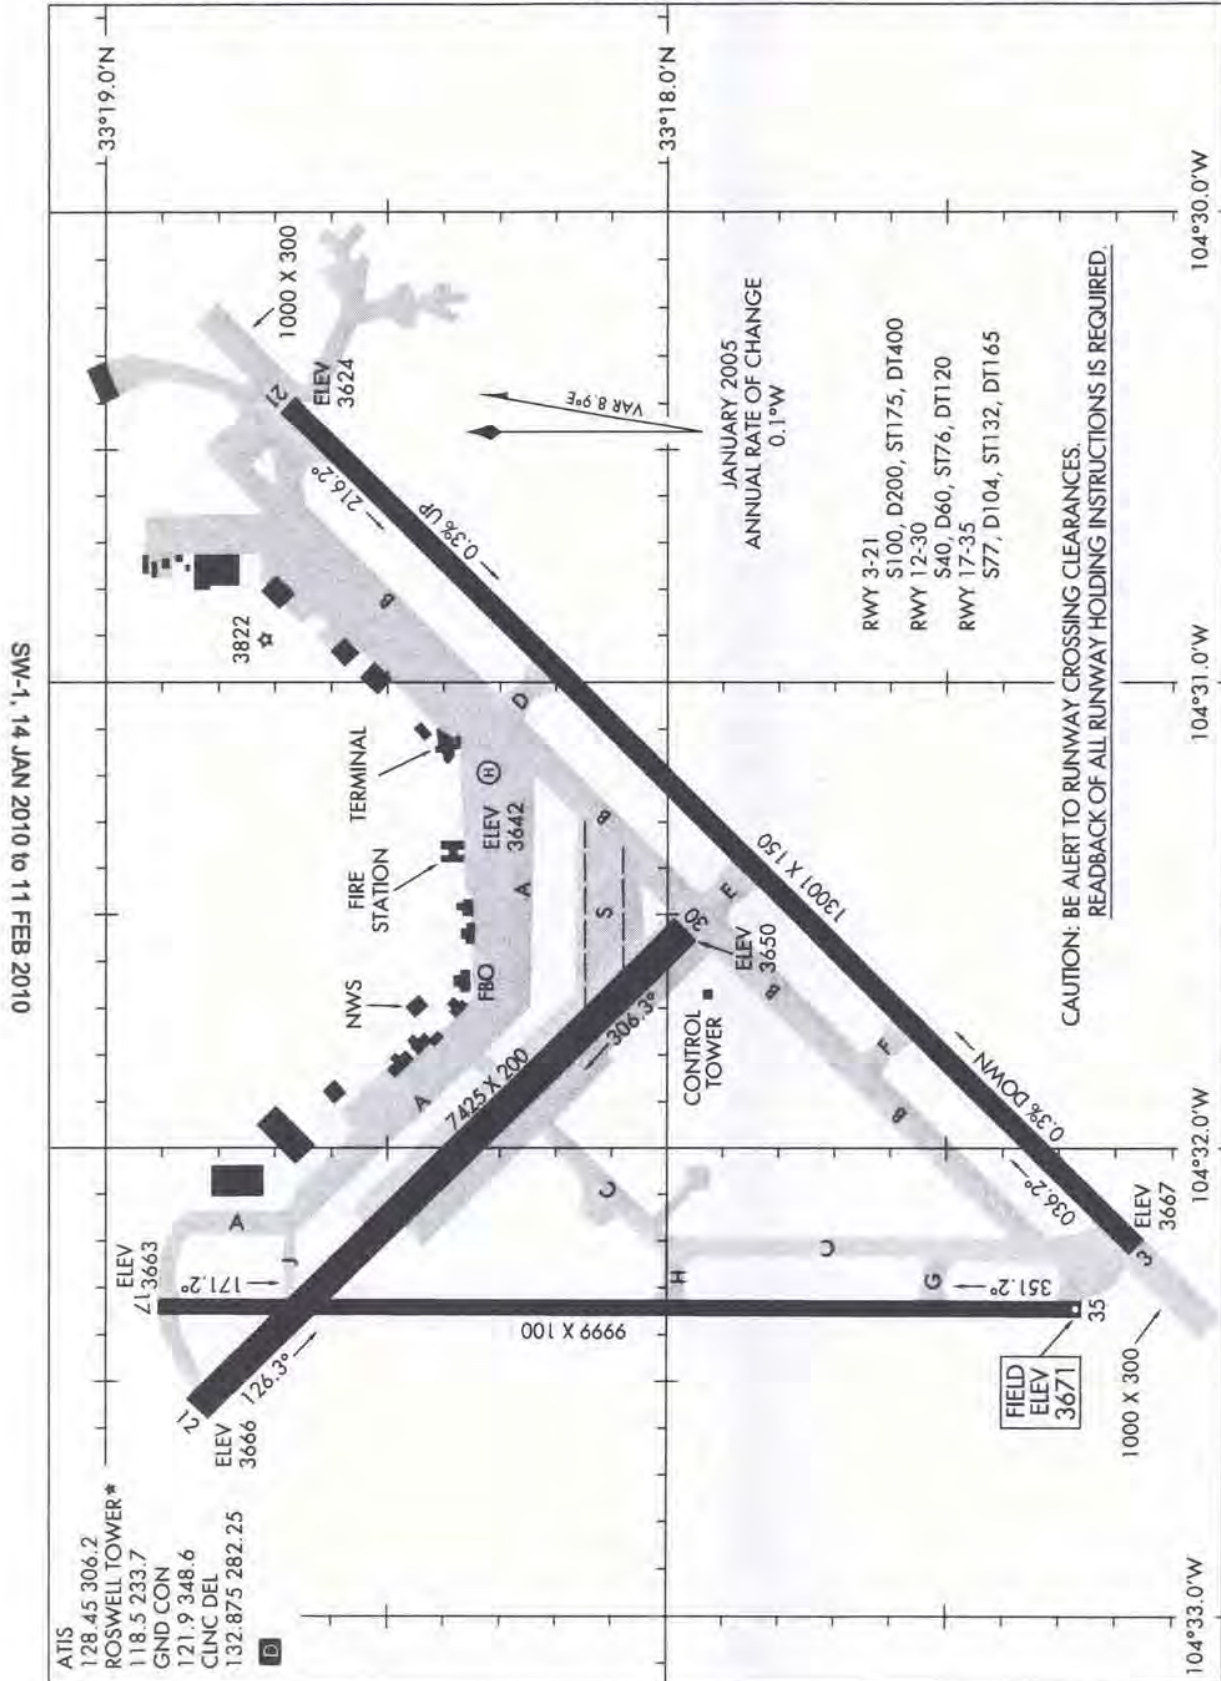 SW-1, 14 JAN 2010 to 11 FEB 2010
ATIS
128.45 306.2
ROSWELL TOWER★
118.5 233.7
GND CON
121.9 348.6
CLNC DEL
132.875 282.25
D
33°19.0'N
33°18.0'N
104°30.0'W
104°31.0'W
104°32.0'W
104°33.0'W
1000 X 300
21
ELEV
3624
216.2°
0.3% UP
VAR 8.9°E
JANUARY 2005
ANNUAL RATE OF CHANGE
0.1°W
3822
B
D
TERMINAL
H
ELEV
3642
FIRE
STATION
A
B
S
NWS
FBO
A
7425 X 200
306.3°
30
ELEV
3650
E
13001 X 150
CONTROL
TOWER
B
F
B
0.3% DOWN
036.2°
3
ELEV
3667
1000 X 300
A
J
ELEV
3663
17
171.2°
12
ELEV
3666
126.3°
9999 X 100
C
C
H
G
351.2°
35
FIELD
ELEV
3671
RWY 3-21
S100, D200, ST175, DT400
RWY 12-30
S40, D60, ST76, DT120
RWY 17-35
S77, D104, ST132, DT165
CAUTION: BE ALERT TO RUNWAY CROSSING CLEARANCES.
READBACK OF ALL RUNWAY HOLDING INSTRUCTIONS IS REQUIRED.